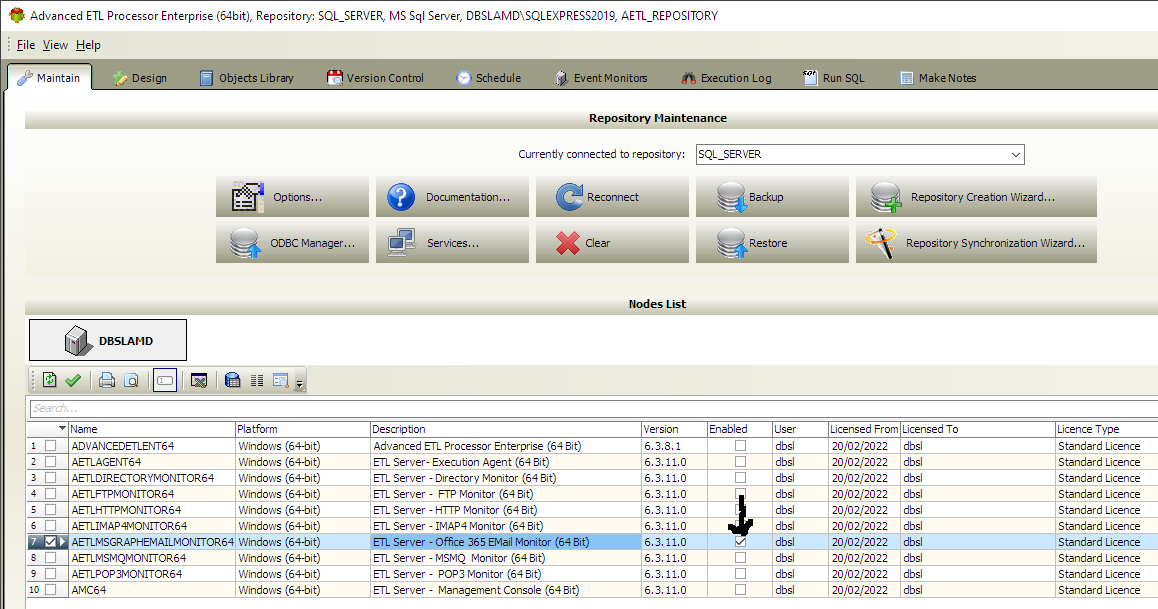 Advanced ETL Processor Enterprise (64bit), Repository: SQL_SERVER, MS Sql Server, DBSLAMD\SQLEXPRESS2019, AETL_REPOSITORY
File View Help
Maintain Design Objects Library Version Control Schedule Event Monitors Execution Log Run SQL Make Notes
Repository Maintenance
Currently connected to repository: SQL_SERVER
Options... Documentation... Reconnect Backup Repository Creation Wizard...
ODBC Manager... Services... Clear Restore Repository Synchronization Wizard...
Nodes List
DBSLAMD
Search...
Name Platform Description Version Enabled User Licensed From Licensed To Licence Type
1 ADVANCEDETLENT64 Windows (64-bit) Advanced ETL Processor Enterprise (64 Bit) 6.3.8.1 dbsl 20/02/2022 dbsl Standard Licence
2 AETLAGENT64 Windows (64-bit) ETL Server - Execution Agent (64 Bit) 6.3.11.0 dbsl 20/02/2022 dbsl Standard Licence
3 AETLDIRECTORYMONITOR64 Windows (64-bit) ETL Server - Directory Monitor (64 Bit) 6.3.11.0 dbsl 20/02/2022 dbsl Standard Licence
4 AETLFTPMONITOR64 Windows (64-bit) ETL Server - FTP Monitor (64 Bit) 6.3.11.0 dbsl 20/02/2022 dbsl Standard Licence
5 AETLHTTPMONITOR64 Windows (64-bit) ETL Server - HTTP Monitor (64 Bit) 6.3.11.0 dbsl 20/02/2022 dbsl Standard Licence
6 AETLIMAP4MONITOR64 Windows (64-bit) ETL Server - IMAP4 Monitor (64 Bit) 6.3.11.0 dbsl 20/02/2022 dbsl Standard Licence
7 AETLMSGRAPHEMAILMONITOR64 Windows (64-bit) ETL Server - Office 365 EMail Monitor (64 Bit) 6.3.11.0 dbsl 20/02/2022 dbsl Standard Licence
8 AETLMSMQMONITOR64 Windows (64-bit) ETL Server - MSMQ Monitor (64 Bit) 6.3.11.0 dbsl 20/02/2022 dbsl Standard Licence
9 AETLPOP3MONITOR64 Windows (64-bit) ETL Server - POP3 Monitor (64 Bit) 6.3.11.0 dbsl 20/02/2022 dbsl Standard Licence
10 AMC64 Windows (64-bit) ETL Server - Management Console (64 Bit) 6.3.11.0 dbsl 20/02/2022 dbsl Standard Licence